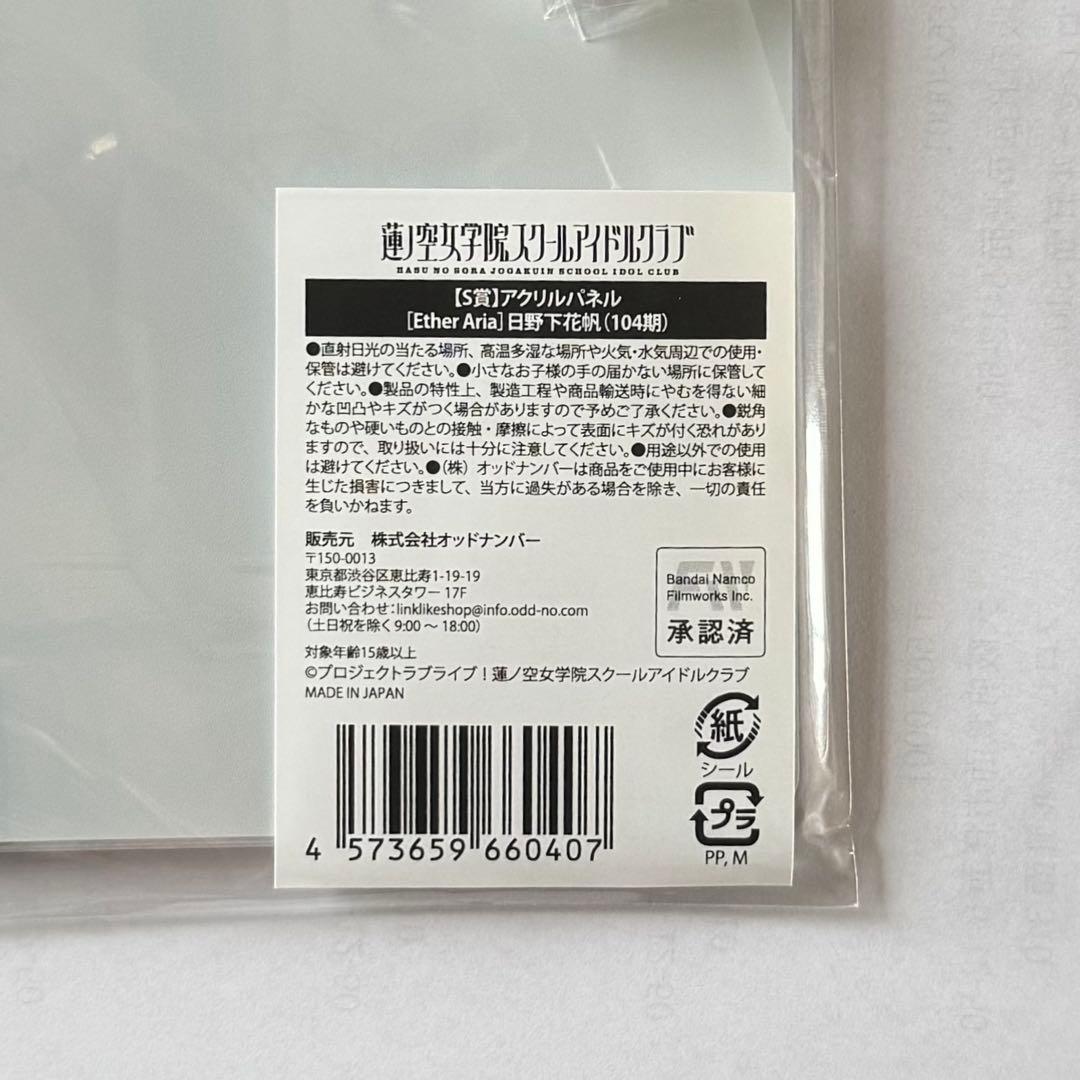 蓮ノ空女学院スクールアイドルクラブ
HASU NO SORA JOGAKUIN SCHOOL IDOL CLUB
【S賞】アクリルパネル
[Ether Aria]日野下花帆(104期)
●直射日光の当たる場所、高温多湿な場所や火気・水気周辺での使用・
保管は避けてください。●小さなお子様の手の届かない場所に保管して
ください。●製品の特性上、製造工程や商品輸送時にやむを得ない細
かな凹凸やキズがつく場合がありますので予めご了承ください。●鋭角
なものや硬いものとの接触・摩擦によって表面にキズが付く恐れがあり
ますので、取り扱いには十分に注意してください。●用途以外での使用
は避けてください。●(株)オッドナンバーは商品をご使用中にお客様に
生じた損害につきまして、当方に過失がある場合を除き、一切の責任
を負いかねます。
販売元 株式会社オッドナンバー
〒150-0013
東京都渋谷区恵比寿1-19-19
恵比寿ビジネスタワー 17F
お問い合わせ:linklikeshop@info.odd-no.com
(土日祝を除く9:00～18:00)
対象年齢15歳以上
©プロジェクトラブライブ!蓮ノ空女学院スクールアイドルクラブ
MADE IN JAPAN
Bandai Namco
Filmworks Inc.
承認済
紙
シール
プラ
PP, M
4 573659 660407